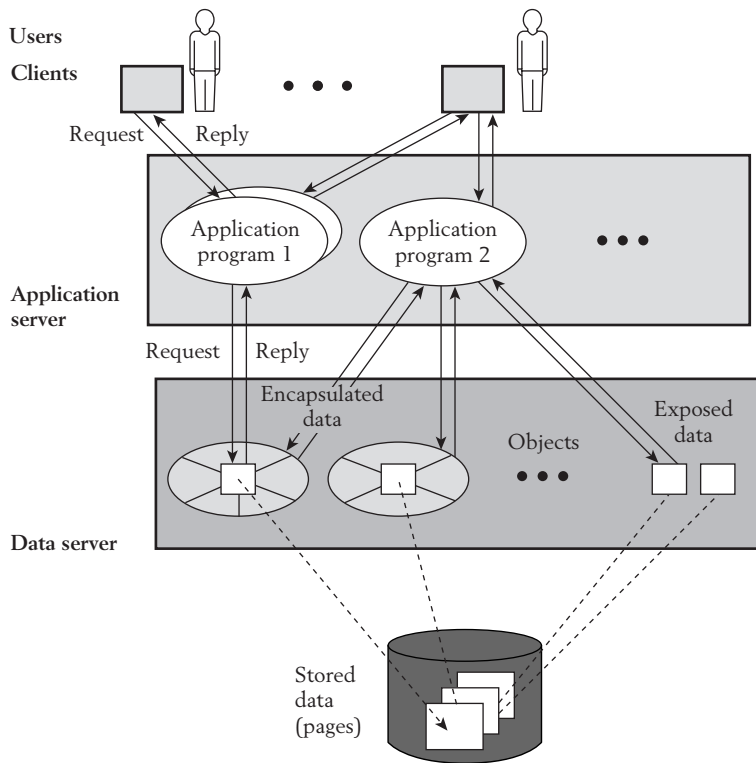 Users
Clients
Request
Reply
Application
program 1
Application
program 2
Application
server
Request
Reply
Encapsulated
data
Objects
Exposed
data
Data server
Stored
data
(pages)